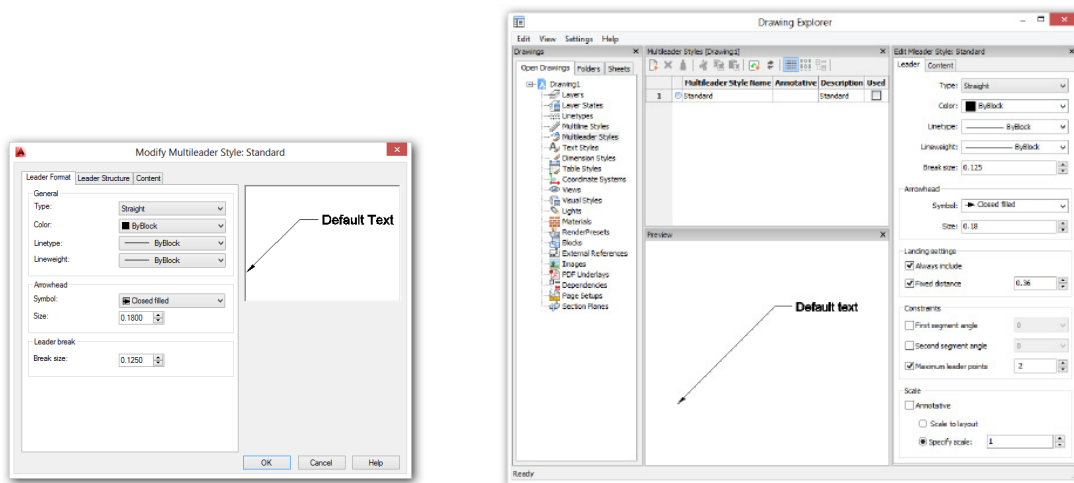 Modify Multileader Style: Standard
Leader Format Leader Structure Content
General
Type: Straight
Color: ByBlock
Linetype: ByBlock
Lineweight: ByBlock
Arrowhead
Symbol: Closed filled
Size: 0.1800
Leader break
Break size: 0.1250
Default Text
OK Cancel Help
Drawing Explorer
Edit View Settings Help
Drawings
Open Drawings Folders Sheets
Drawing1
Layers
Layer States
Linetypes
Multiline Styles
Multileader Styles
Text Styles
Dimension Styles
Table Styles
Coordinate Systems
Views
Visual Styles
Lights
Materials
RenderPresets
Blocks
External References
Images
PDF Underlays
Dependencies
Page Setups
Section Planes
Multileader Styles [Drawing1]
Multileader Style Name Annotative Description Used
1 Standard Standard
Preview
Default text
Edit Mleader Style: Standard
Leader Content
Type: Straight
Color: ByBlock
Linetype: ByBlock
Lineweight: ByBlock
Break size: 0.125
Arrowhead
Symbol: Closed filled
Size: 0.18
Landing settings
Always include
Fixed distance 0.36
Constraints
First segment angle 0
Second segment angle 0
Maximum leader points 2
Scale
Annotative
Scale to layout
Specify scale: 1
Ready